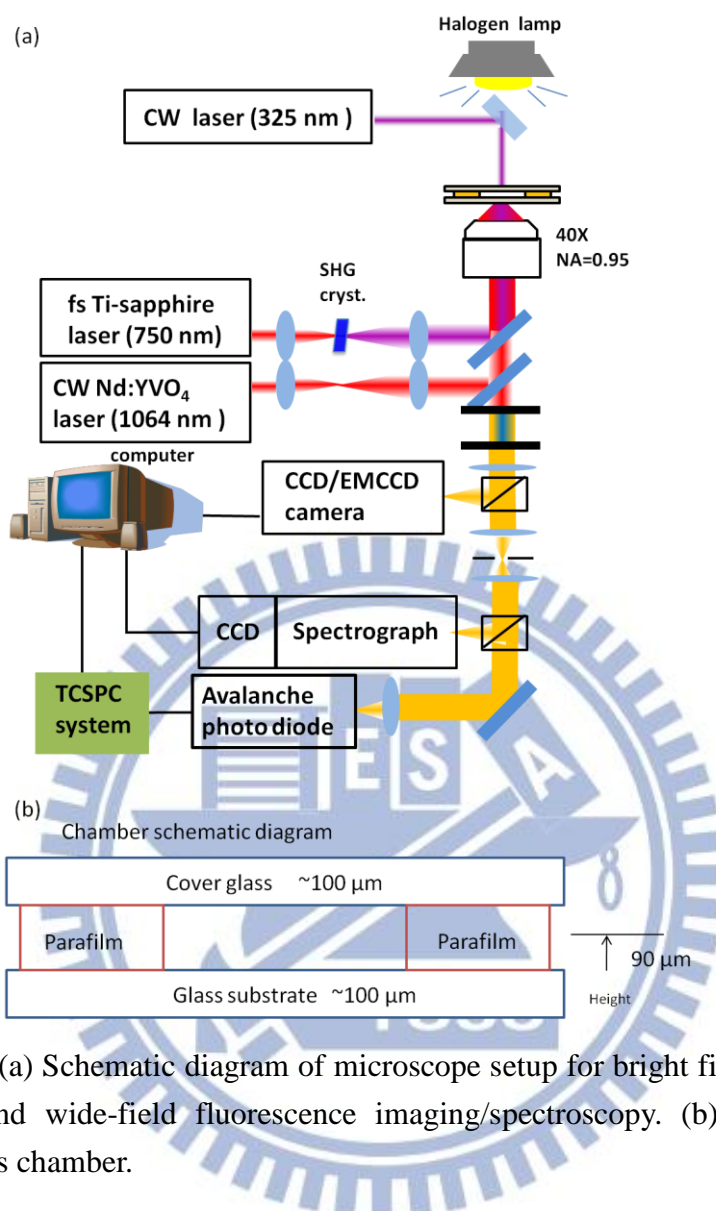 (a)
Halogen lamp
CW laser (325 nm )
40X
NA=0.95
SHG
cryst.
fs Ti-sapphire
laser (750 nm)
CW Nd:YVO4
laser (1064 nm )
computer
CCD/EMCCD
camera
CCD
Spectrograph
TCSPC
system
Avalanche
photo diode
E S A
(b)
Chamber schematic diagram
Cover glass ~100 μm
Parafilm
Parafilm
90 μm
Height
Glass substrate ~100 μm
(a) Schematic diagram of microscope setup for bright fi
nd wide-field fluorescence imaging/spectroscopy. (b)
s chamber.